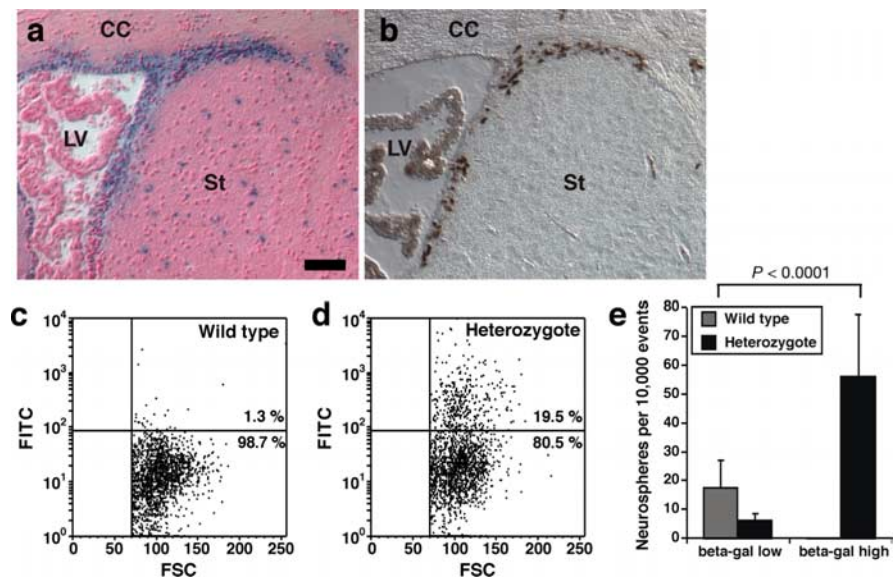 a
CC
LV
St
b
CC
LV
St
c
Wild type
1.3 %
98.7 %
10⁴
10³
10²
10¹
10⁰
FITC
0 50 100 150 200 250
FSC
d
Heterozygote
19.5 %
80.5 %
10⁴
10³
10²
10¹
10⁰
FITC
0 50 100 150 200 250
FSC
e
P < 0.0001
Wild type
Heterozygote
80
70
60
50
40
30
20
10
0
Neurospheres per 10,000 events
beta-gal low beta-gal high